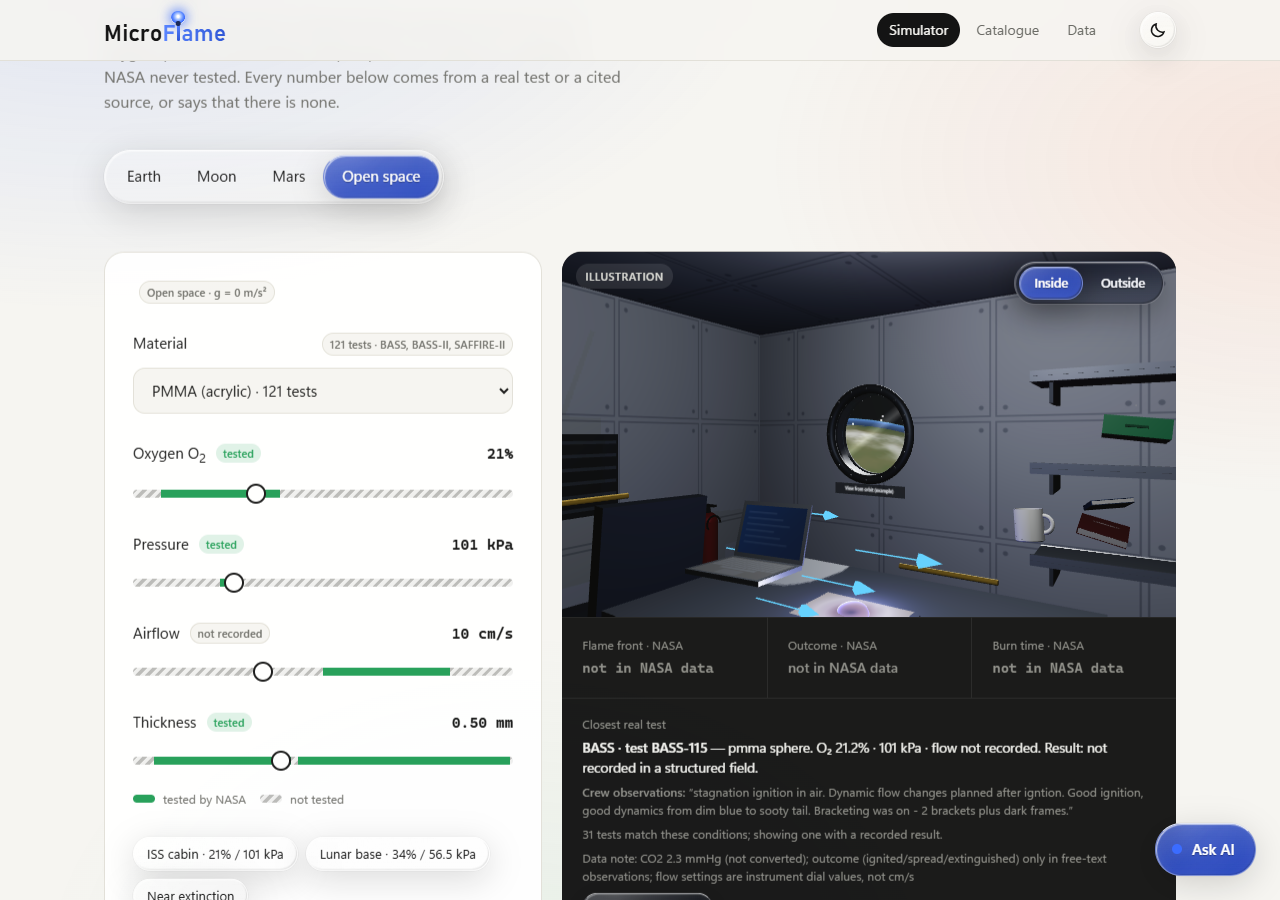 MicroFlame
Simulator
Catalogue
Data
NASA never tested. Every number below comes from a real test or a cited
source, or says that there is none.
Earth
Moon
Mars
Open space
Open space · g = 0 m/s²
Material
121 tests · BASS, BASS-II, SAFFIRE-II
PMMA (acrylic) · 121 tests
Oxygen O₂
tested
21%
Pressure
tested
101 kPa
Airflow
not recorded
10 cm/s
Thickness
tested
0.50 mm
tested by NASA
not tested
ISS cabin · 21% / 101 kPa
Lunar base · 34% / 56.5 kPa
Near extinction
ILLUSTRATION
Inside
Outside
View from orbit (example)
Flame front · NASA
not in NASA data
Outcome · NASA
not in NASA data
Burn time · NASA
not in NASA data
Closest real test
BASS · test BASS-115 — pmma sphere. O₂ 21.2% · 101 kPa · flow not recorded. Result: not
recorded in a structured field.
Crew observations: “stagnation ignition in air. Dynamic flow changes planned after igntion. Good ignition,
good dynamics from dim blue to sooty tail. Bracketing was on - 2 brackets plus dark frames.”
31 tests match these conditions; showing one with a recorded result.
Data note: CO2 2.3 mmHg (not converted); outcome (ignited/spread/extinguished) only in free-text
observations; flow settings are instrument dial values, not cm/s
Ask AI